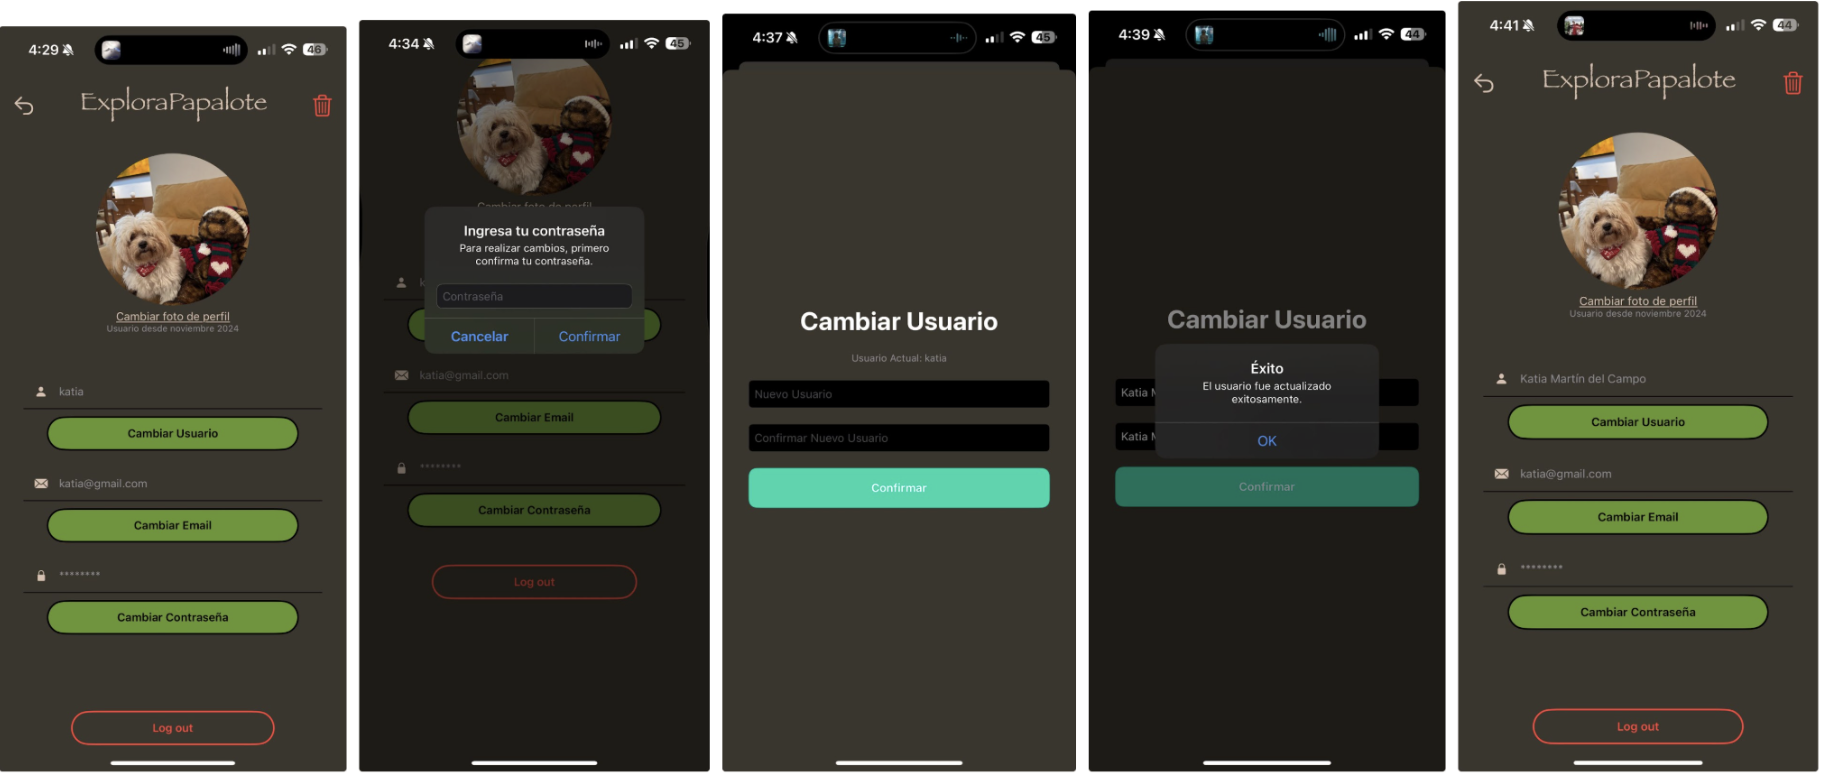 4:29
46
ExploraPapalote
Cambiar foto de perfil
Usuario desde noviembre 2024
katia
Cambiar Usuario
katia@gmail.com
Cambiar Email
********
Cambiar Contraseña
Log out
4:34
45
Cambiar foto de perfil
Ingresa tu contraseña
Para realizar cambios, primero
confirma tu contraseña.
Contraseña
Cancelar
Confirmar
katia@gmail.com
Cambiar Email
********
Cambiar Contraseña
Log out
4:37
45
Cambiar Usuario
Usuario Actual: katia
Nuevo Usuario
Confirmar Nuevo Usuario
Confirmar
4:39
44
Cambiar Usuario
Éxito
El usuario fue actualizado
exitosamente.
OK
Katia M
Katia M
Confirmar
4:41
44
ExploraPapalote
Cambiar foto de perfil
Usuario desde noviembre 2024
Katia Martín del Campo
Cambiar Usuario
katia@gmail.com
Cambiar Email
********
Cambiar Contraseña
Log out